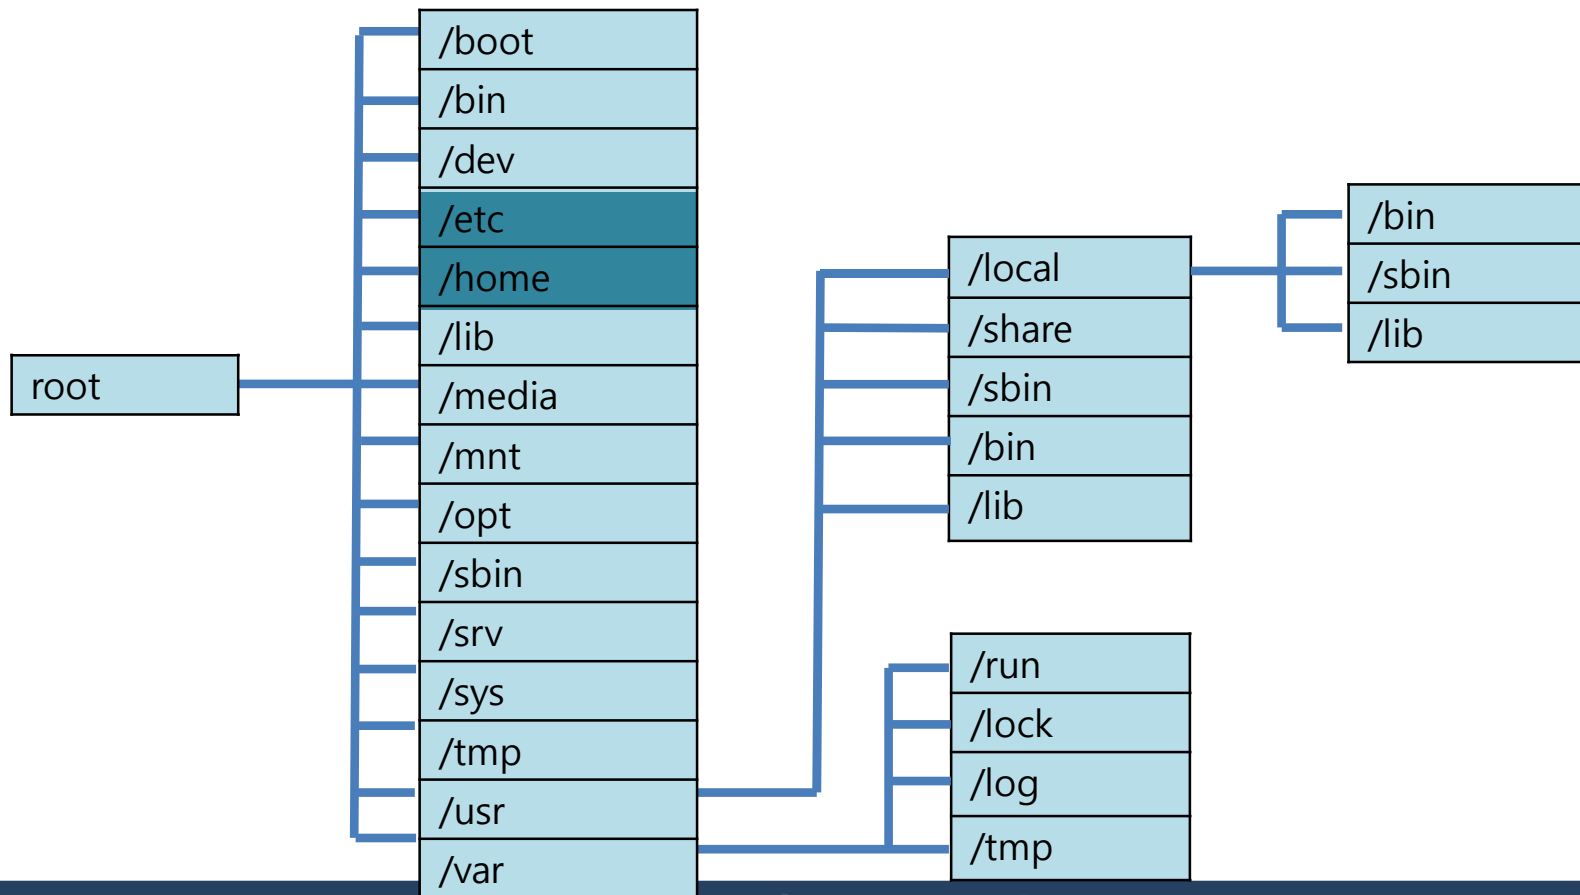 root
/boot
/bin
/dev
/etc
/home
/lib
/media
/mnt
/opt
/sbin
/srv
/sys
/tmp
/usr
/var
/local
/share
/sbin
/bin
/lib
/run
/lock
/log
/tmp
/bin
/sbin
/lib